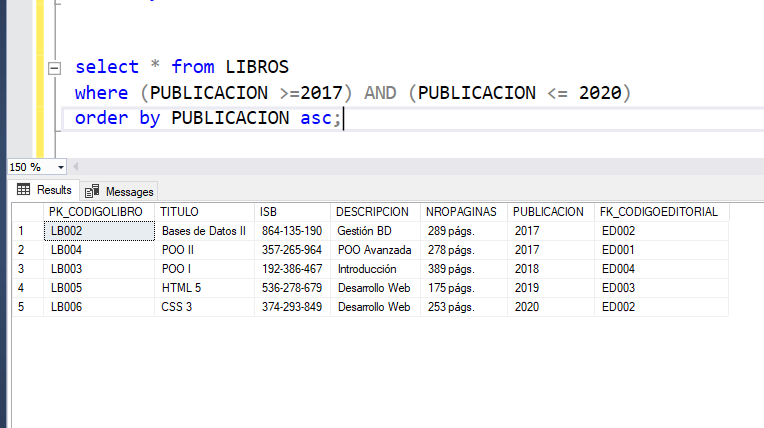 select * from LIBROS
where (PUBLICACION >=2017) AND (PUBLICACION <= 2020)
order by PUBLICACION asc;
150 %
Results Messages
PK_CODIGOLIBRO TITULO ISB DESCRIPCION NROPAGINAS PUBLICACION FK_CODIGOEDITORIAL
1 LB002 Bases de Datos II 864-135-190 Gestión BD 289 págs. 2017 ED002
2 LB004 POO II 357-265-964 POO Avanzada 278 págs. 2017 ED001
3 LB003 POO I 192-386-467 Introducción 389 págs. 2018 ED004
4 LB005 HTML 5 536-278-679 Desarrollo Web 175 págs. 2019 ED003
5 LB006 CSS 3 374-293-849 Desarrollo Web 253 págs. 2020 ED002